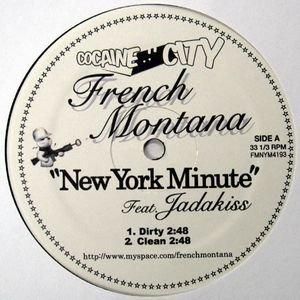 COCAINE CITY
French
Montana
SIDE A
33 1/3 RPM
FMNYM4193
"New York Minute"
Feat. Jadakiss
1. Dirty 2:48
2. Clean 2:48
http://www.myspace.com/frenchmontana